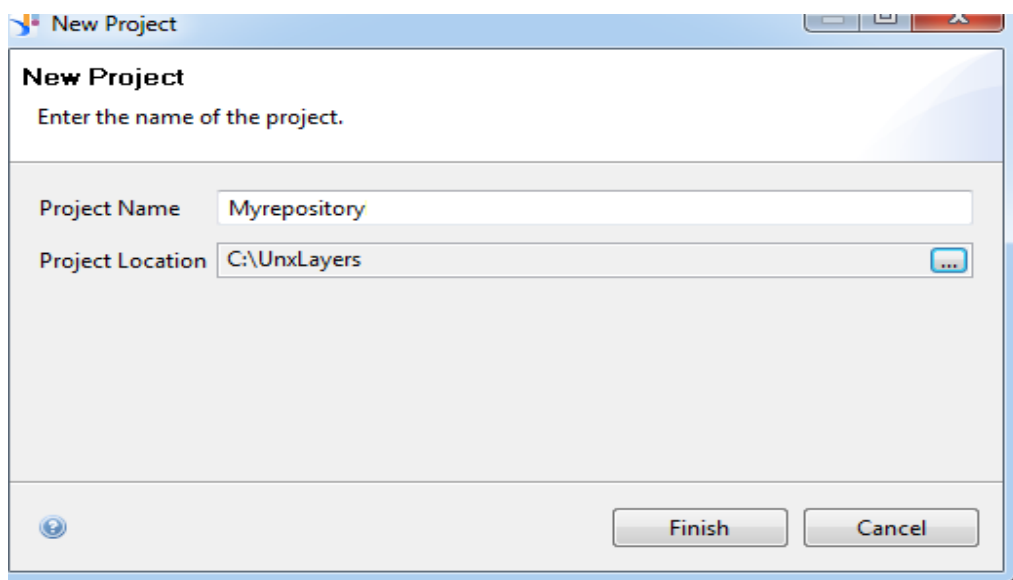 New Project
New Project
Enter the name of the project.
Project Name Myrepository
Project Location C:\UnxLayers ...
Finish Cancel